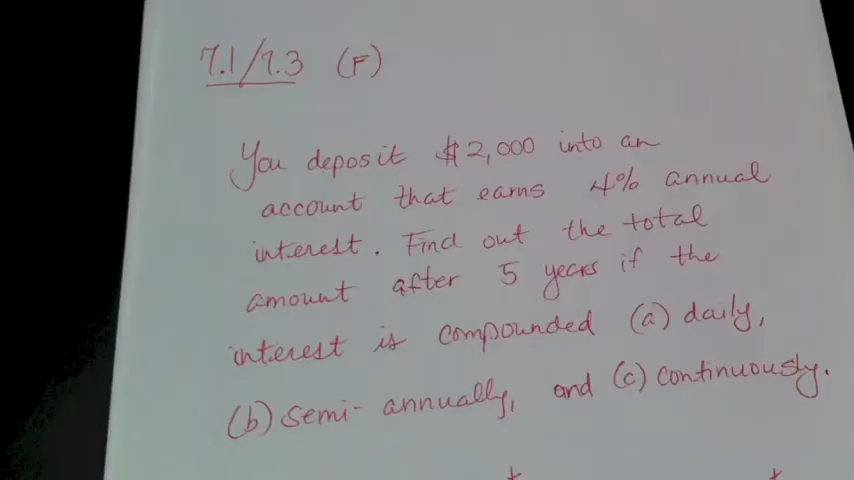 7.1/7.3 (F)
You deposit $2,000 into an
account that earns 4% annual
interest. Find out the total
amount after 5 years if the
interest is compounded (a) daily,
(b) semi-annually, and (c) continuously.